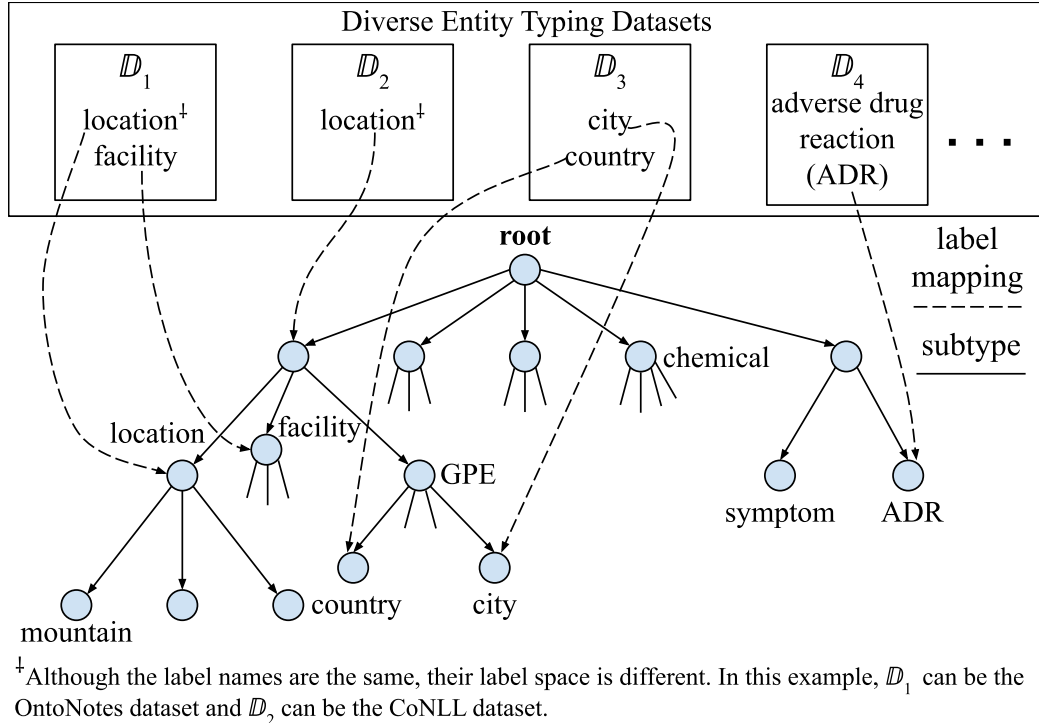 Diverse Entity Typing Datasets
𝔻1
location‡
facility
𝔻2
location‡
𝔻3
city
country
𝔻4
adverse drug
reaction
(ADR)
. . .
label
mapping
subtype
root
chemical
location
facility
GPE
symptom
ADR
mountain
country
city
‡Although the label names are the same, their label space is different. In this example, 𝔻1 can be the
OntoNotes dataset and 𝔻2 can be the CoNLL dataset.